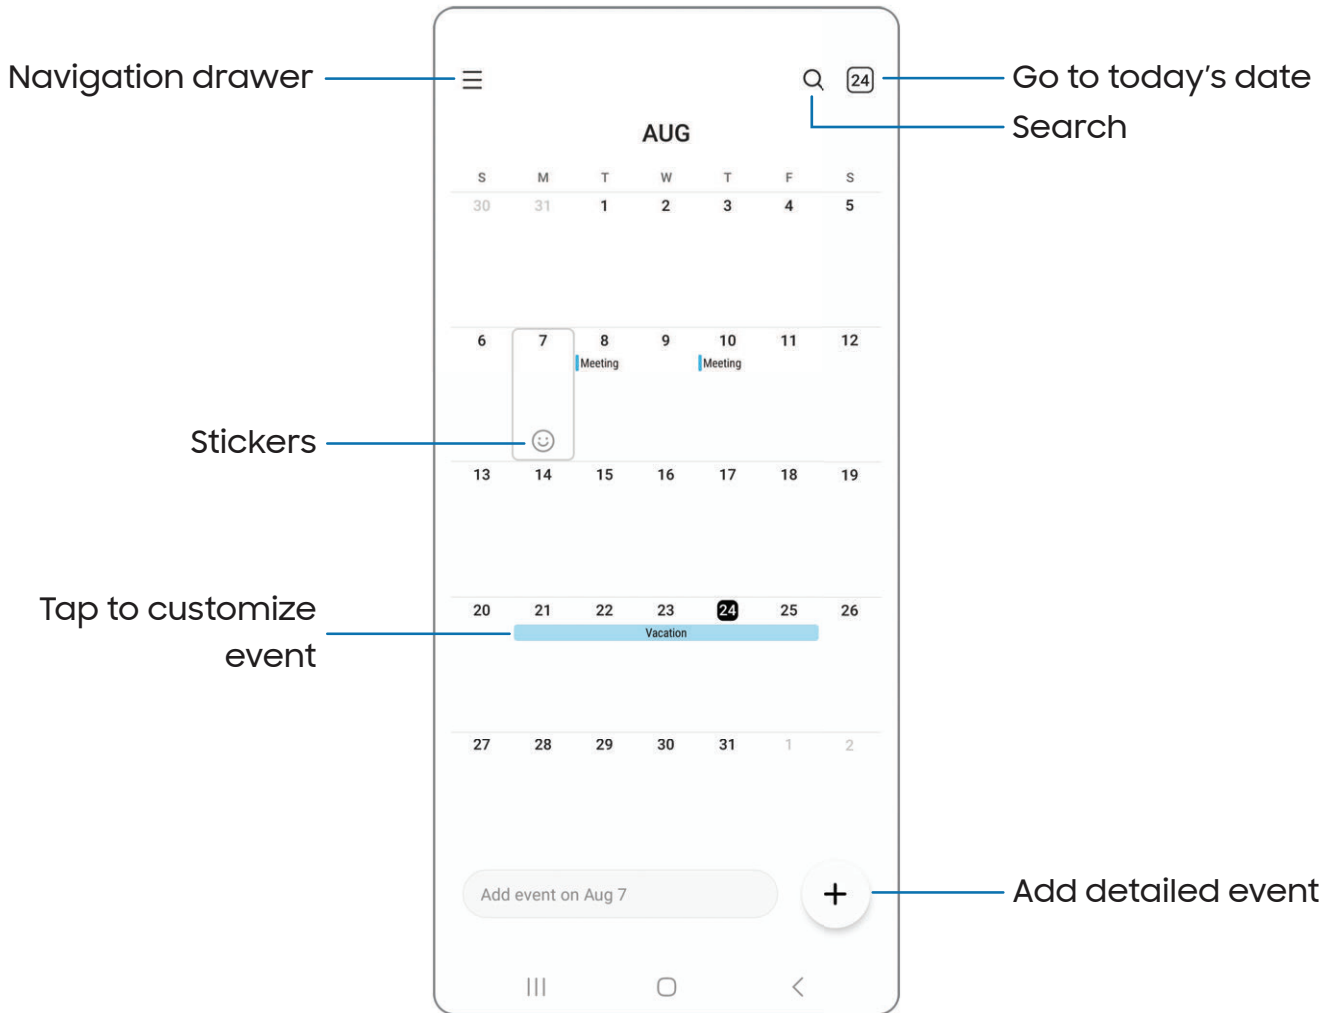 Navigation drawer
24
Go to today's date
Search
AUG
S M T W T F S
30 31 1 2 3 4 5
6 7 8 9 10 11 12
Meeting Meeting
Stickers
13 14 15 16 17 18 19
Tap to customize
event
20 21 22 23 24 25 26
Vacation
27 28 29 30 31 1 2
Add event on Aug 7
+
Add detailed event